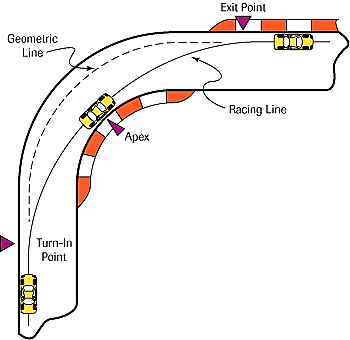 Exit Point
Geometric
Line
Racing Line
Apex
Turn-In
Point